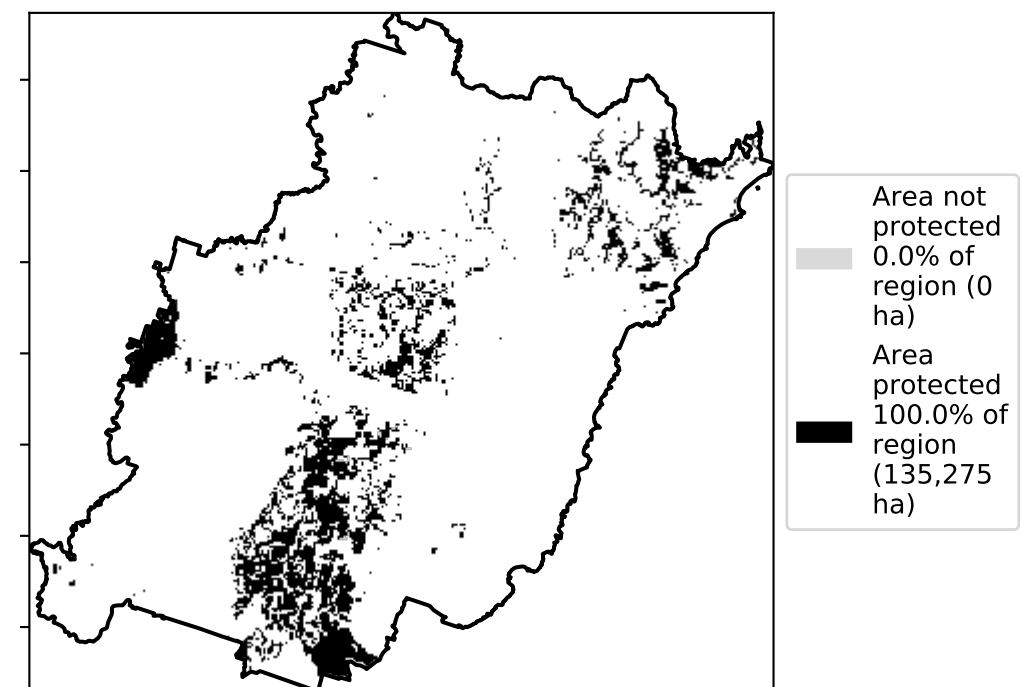 Area not
protected
0.0% of
region (0
ha)
Area
protected
100.0% of
region
(135,275
ha)